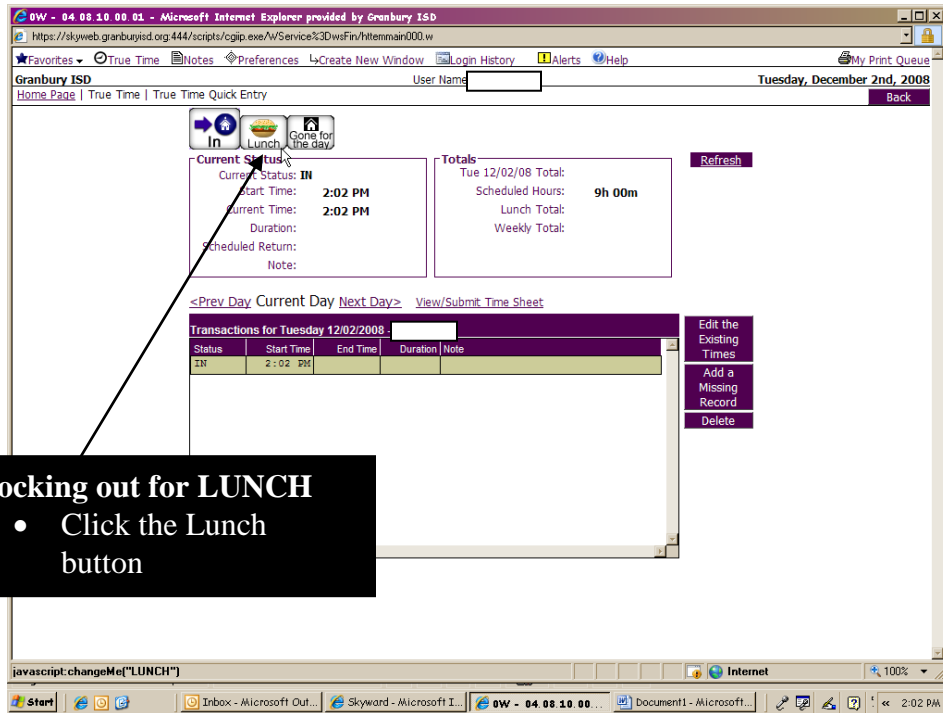 0W - 04.08.10.00.01 - Microsoft Internet Explorer provided by Granbury ISD
https://skyweb.granburyisd.org:444/scripts/cgiip.exe/WService%3DwsFin/httemmain000.w
Favorites True Time Notes Preferences Create New Window Login History Alerts Help My Print Queue
Granbury ISD User Name Tuesday, December 2nd, 2008
Home Page | True Time | True Time Quick Entry Back
In Lunch Gone for the day
Current Status
Current Status: IN
Start Time: 2:02 PM
Current Time: 2:02 PM
Duration:
Scheduled Return:
Note:
Totals
Tue 12/02/08 Total:
Scheduled Hours: 9h 00m
Lunch Total:
Weekly Total:
Refresh
<Prev Day Current Day Next Day> View/Submit Time Sheet
Transactions for Tuesday 12/02/2008 -
Status Start Time End Time Duration Note
IN 2:02 PM
Edit the
Existing
Times
Add a
Missing
Record
Delete
ocking out for LUNCH
• Click the Lunch
button
javascript:changeMe("LUNCH") Internet 100%
Start Inbox - Microsoft Out... Skyward - Microsoft I... 0W - 04.08.10.00... Document1 - Microsoft... « 2:02 PM